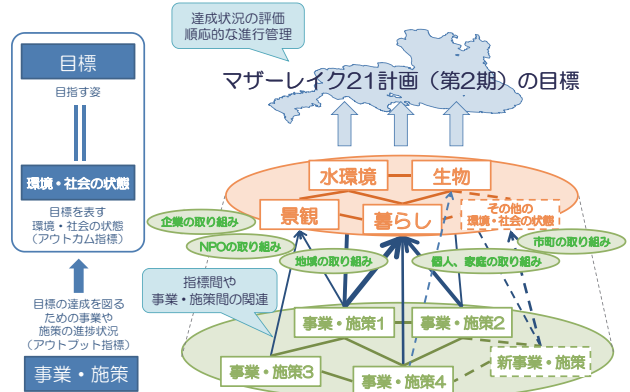 目標
目指す姿
環境・社会の状態
目標を表す
環境・社会の状態
(アウトカム指標)
目標の達成を図る
ための事業や
施策の進捗状況
(アウトプット指標)
事業・施策
達成状況の評価
順応的な進行管理
マザーレイク21計画(第2期)の目標
水環境
生物
景観
暮らし
その他の
環境・社会の状態
企業の取り組み
NPOの取り組み
地域の取り組み
個人、家庭の取り組み
市町の取り組み
指標間や
事業・施策間の関連
事業・施策1
事業・施策2
事業・施策3
事業・施策4
新事業・施策